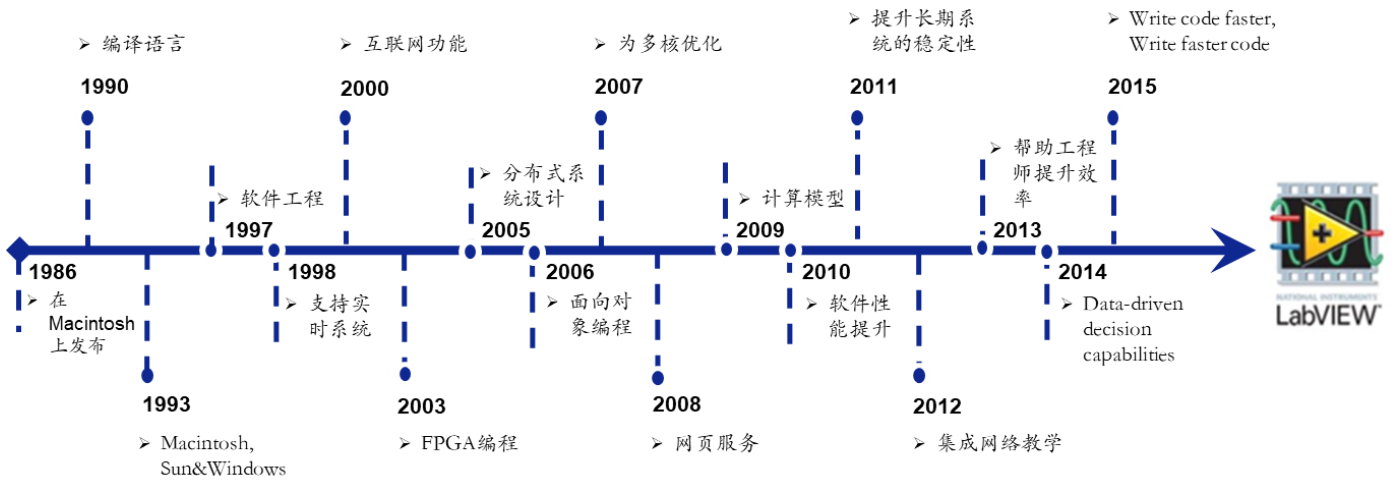 ➢ 编译语言
1990
➢ 互联网功能
2000
➢ 为多核优化
2007
➢ 提升长期系
统的稳定性
2011
➢ Write code faster,
Write faster code
2015
➢ 软件工程
1997
➢ 分布式系
统设计
2005
➢ 计算模型
2009
➢ 帮助工程
师提升效
率
2013
1986
➢ 在
Macintosh
上发布
1998
➢ 支持实
时系统
2006
➢ 面向对
象编程
2010
➢ 软件性
能提升
2014
➢ Data-driven
decision
capabilities
1993
➢ Macintosh,
Sun&Windows
2003
➢ FPGA编程
2008
➢ 网页服务
2012
➢ 集成网络教学
NATIONAL INSTRUMENTS
LabVIEW™